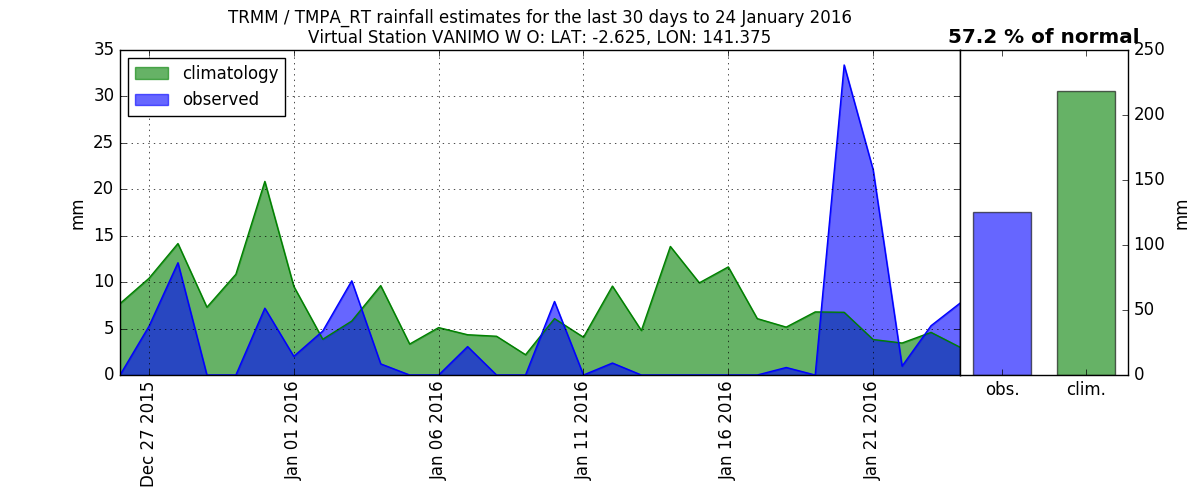 TRMM / TMPA_RT rainfall estimates for the last 30 days to 24 January 2016
Virtual Station VANIMO W O: LAT: -2.625, LON: 141.375
57.2 % of normal
climatology
observed
35
30
25
20
15
10
5
0
mm
Dec 27 2015
Jan 01 2016
Jan 06 2016
Jan 11 2016
Jan 16 2016
Jan 21 2016
obs.
clim.
250
200
150
100
50
0
mm